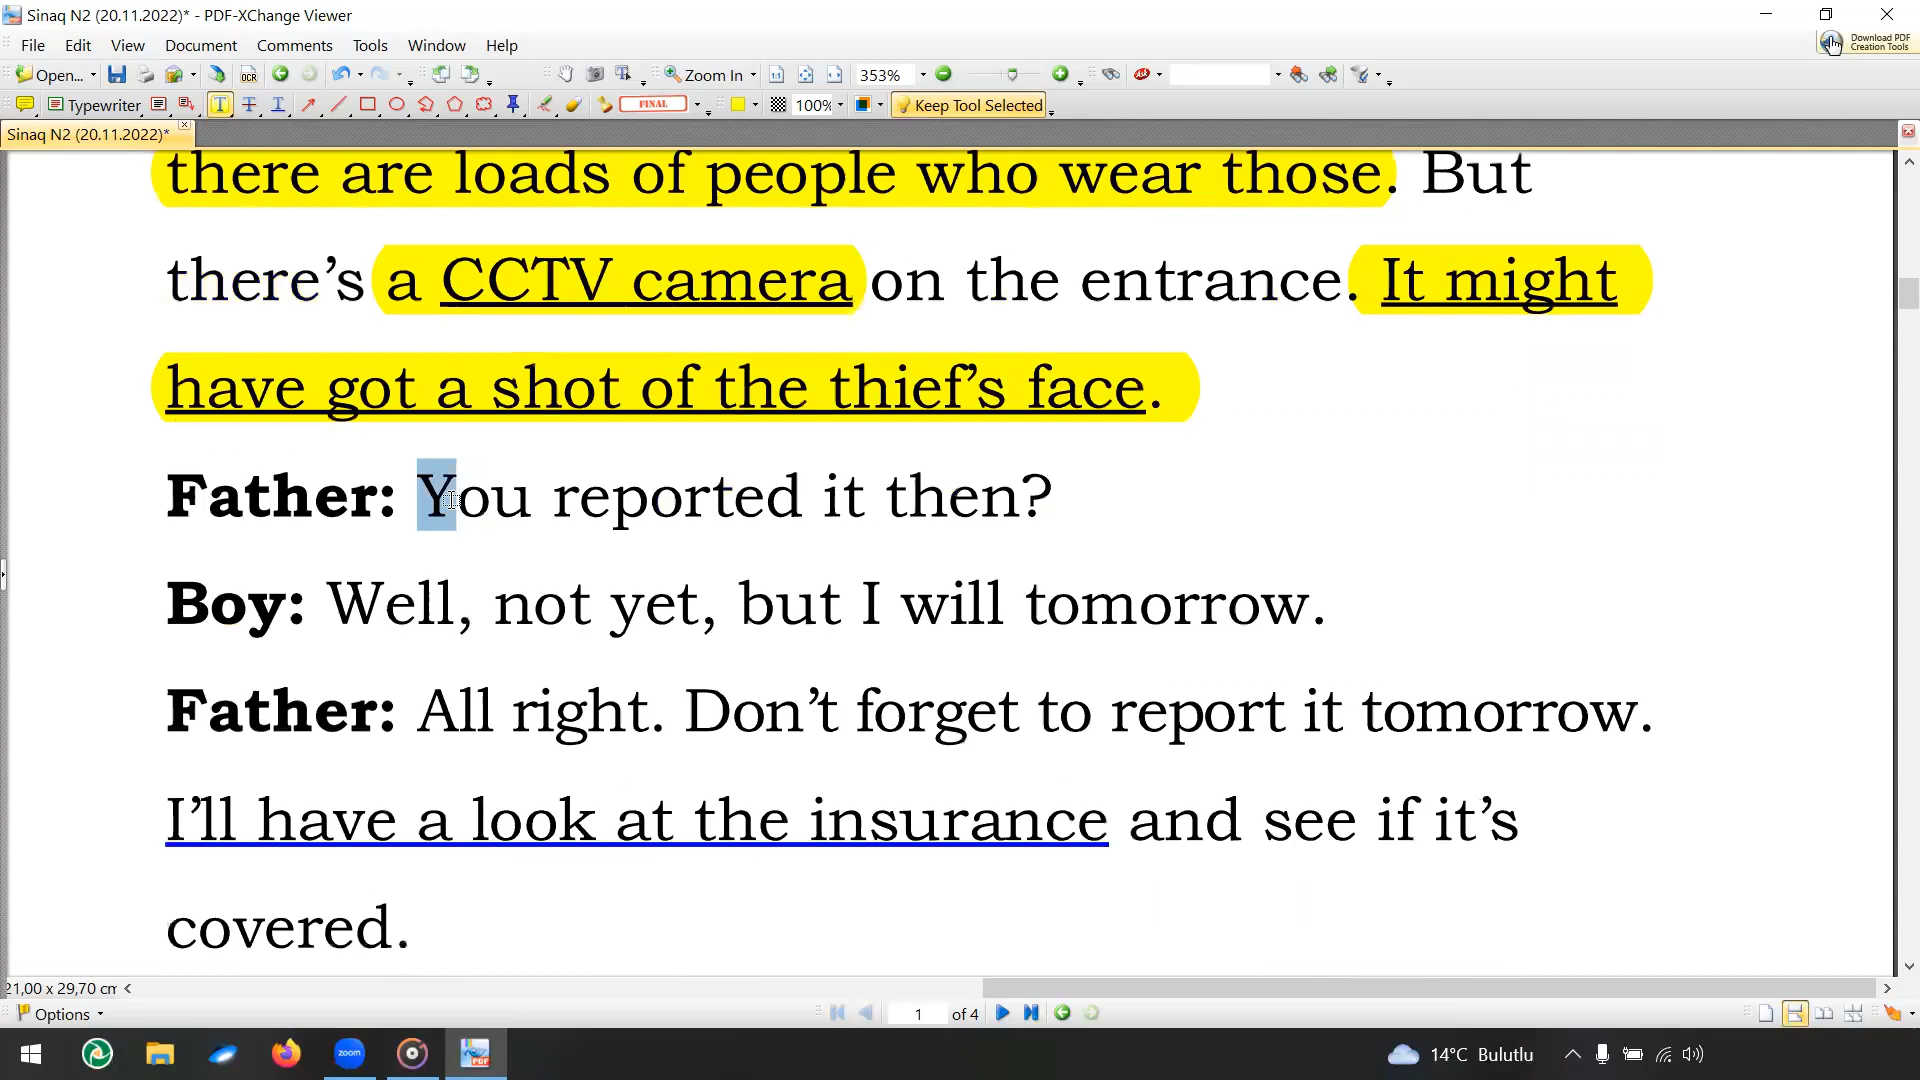 Sinaq N2 (20.11.2022)* - PDF-XChange Viewer
File Edit View Document Comments Tools Window Help
Download PDF
Creation Tools
Open... OCR Zoom In 353%
Typewriter FINAL 100% Keep Tool Selected
Sinaq N2 (20.11.2022)*
there are loads of people who wear those. But
there’s a CCTV camera on the entrance. It might
have got a shot of the thief’s face.
Father: You reported it then?
Boy: Well, not yet, but I will tomorrow.
Father: All right. Don’t forget to report it tomorrow.
I’ll have a look at the insurance and see if it’s
covered.
21,00 x 29,70 cm
Options 1 of 4
zoom PDF 14°C Bulutlu